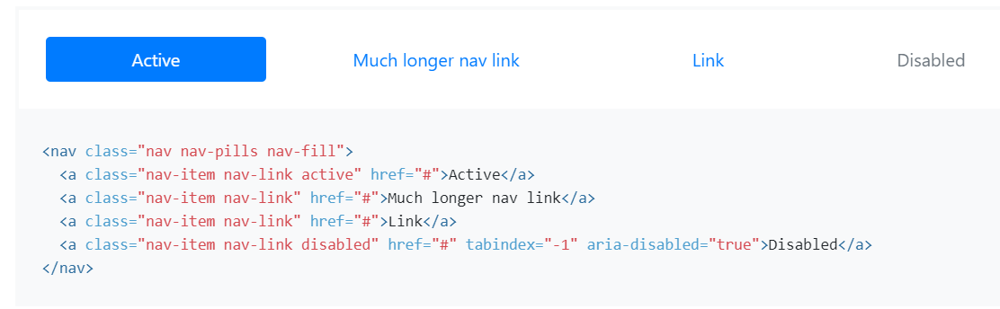 Active Much longer nav link Link Disabled
<nav class="nav nav-pills nav-fill">
  <a class="nav-item nav-link active" href="#">Active</a>
  <a class="nav-item nav-link" href="#">Much longer nav link</a>
  <a class="nav-item nav-link" href="#">Link</a>
  <a class="nav-item nav-link disabled" href="#" tabindex="-1" aria-disabled="true">Disabled</a>
</nav>